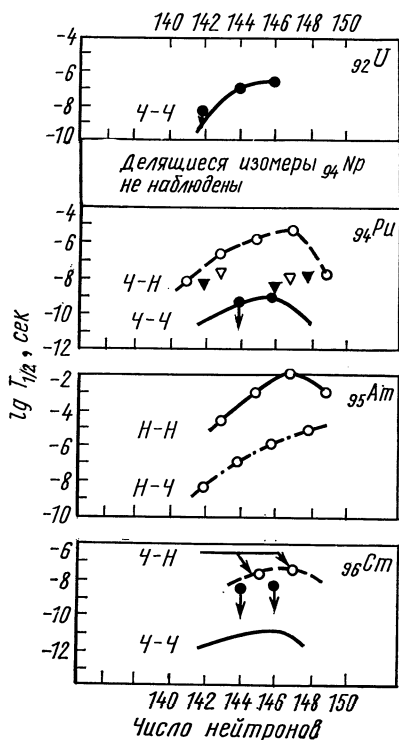 140 142 144 146 148 150
-4
-6
-8
-10
₉₂U
Ч-Ч
Делящиеся изомеры ₉₄Np
не наблюдены
-4
-6
-8
-10
-12
₉₄Pu
Ч-Н
Ч-Ч
lg T₁/₂, сек
-2
-4
-6
-8
-10
₉₅Am
Н-Н
Н-Ч
-6
-8
-10
-12
₉₆Cm
Ч-Н
Ч-Ч
140 142 144 146 148 150
Число нейтронов